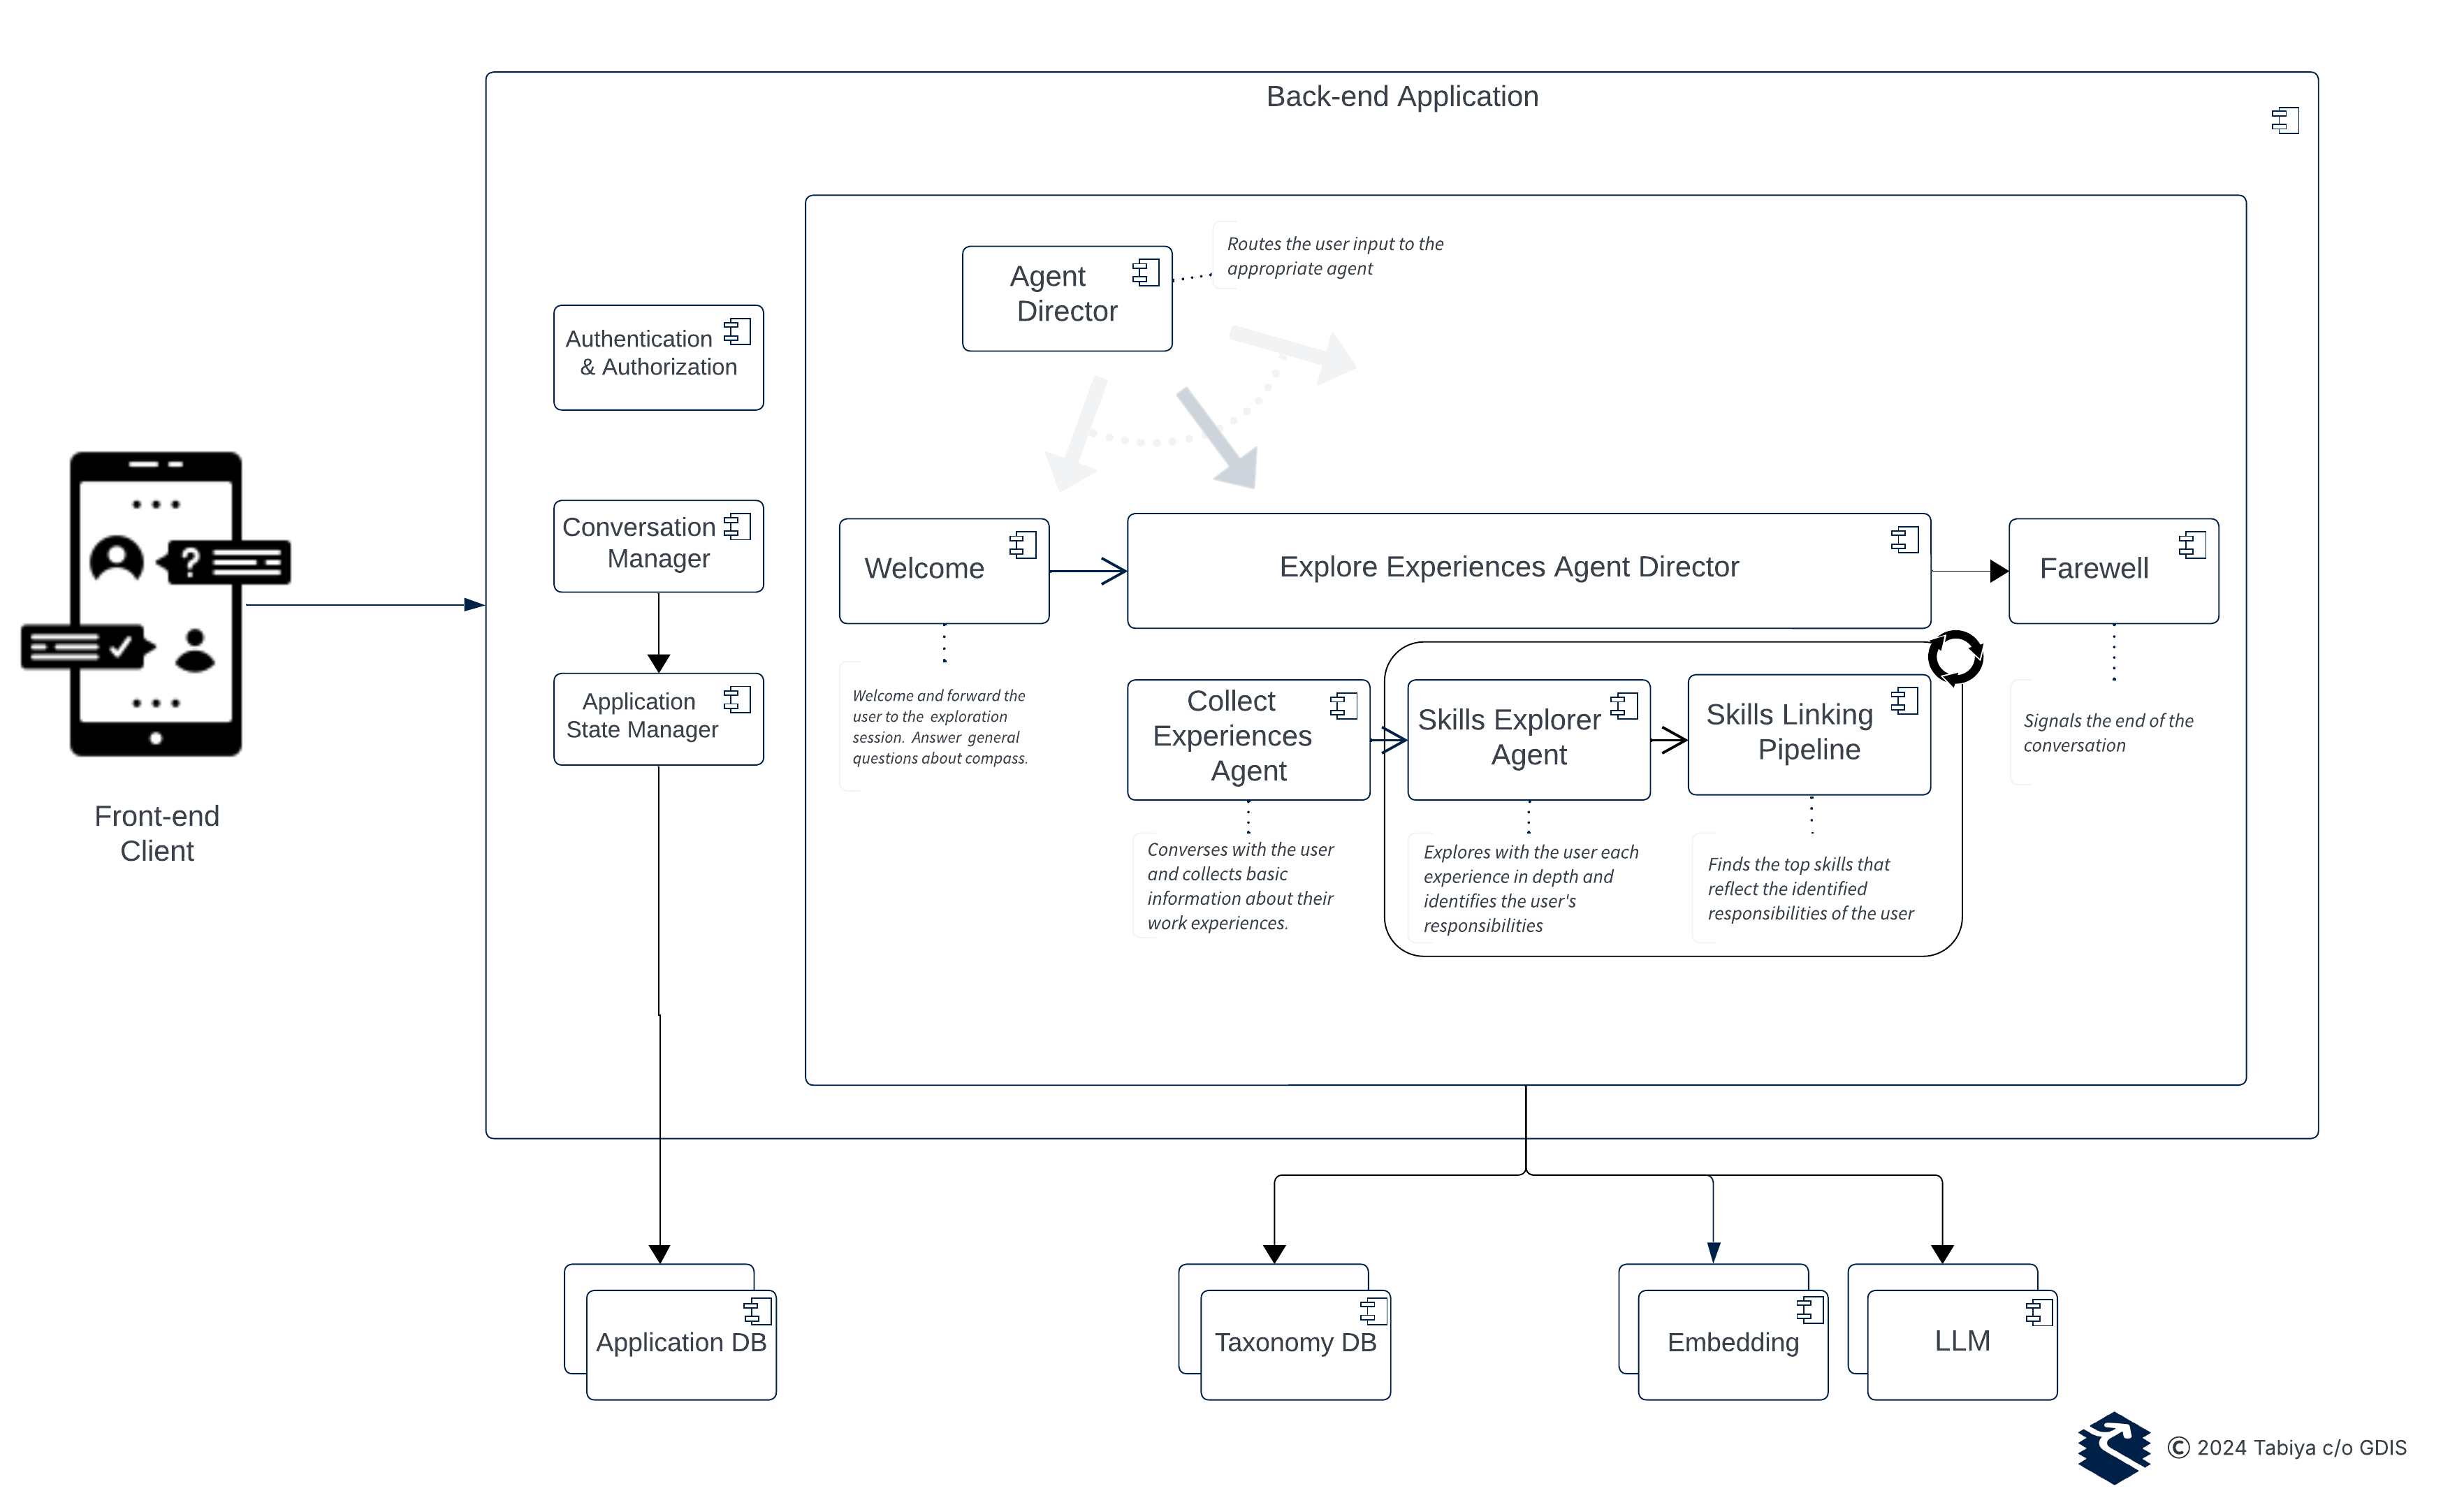 Back-end Application
Routes the user input to the
appropriate agent
Agent
Director
Authentication
& Authorization
Conversation
Manager
Application
State Manager
Front-end
Client
Welcome
Explore Experiences Agent Director
Farewell
Welcome and forward the
user to the exploration
session. Answer general
questions about compass.
Collect
Experiences
Agent
Skills Explorer
Agent
Skills Linking
Pipeline
Signals the end of the
conversation
Converses with the user
and collects basic
information about their
work experiences.
Explores with the user each
experience in depth and
identifies the user's
responsibilities
Finds the top skills that
reflect the identified
responsibilities of the user
Application DB
Taxonomy DB
Embedding
LLM
© 2024 Tabiya c/o GDIS